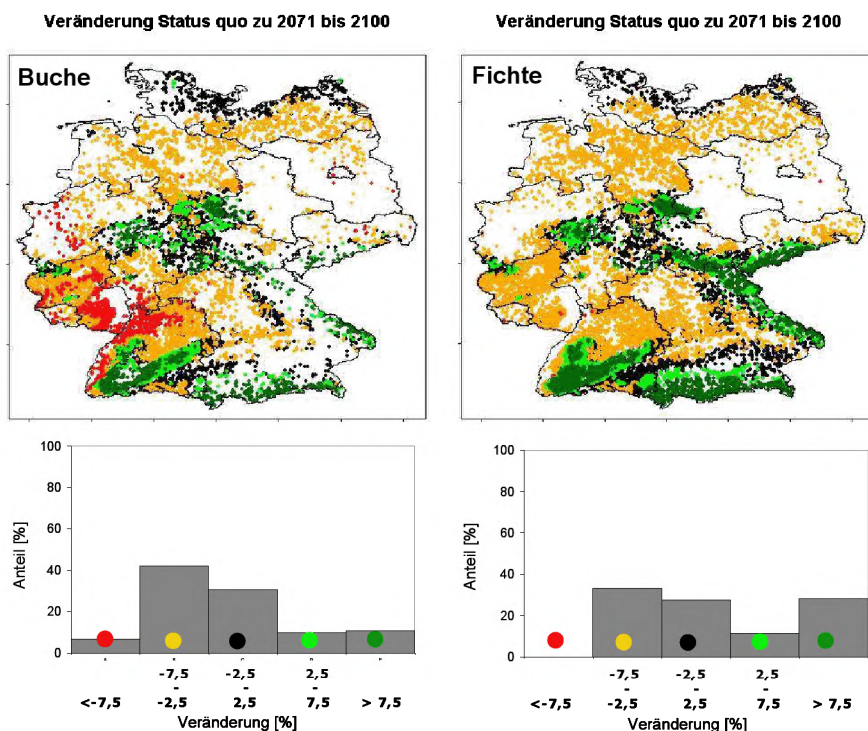 Veränderung Status quo zu 2071 bis 2100
Buche
Veränderung Status quo zu 2071 bis 2100
Fichte
100
80
60
40
20
0
Anteil [%]
-7,5 -2,5 2,5
- - -
<-7,5 -2,5 2,5 7,5 > 7,5
Veränderung [%]
100
80
60
40
20
0
Anteil [%]
-7,5 -2,5 2,5
- - -
<-7,5 -2,5 2,5 7,5 > 7,5
Veränderung [%]